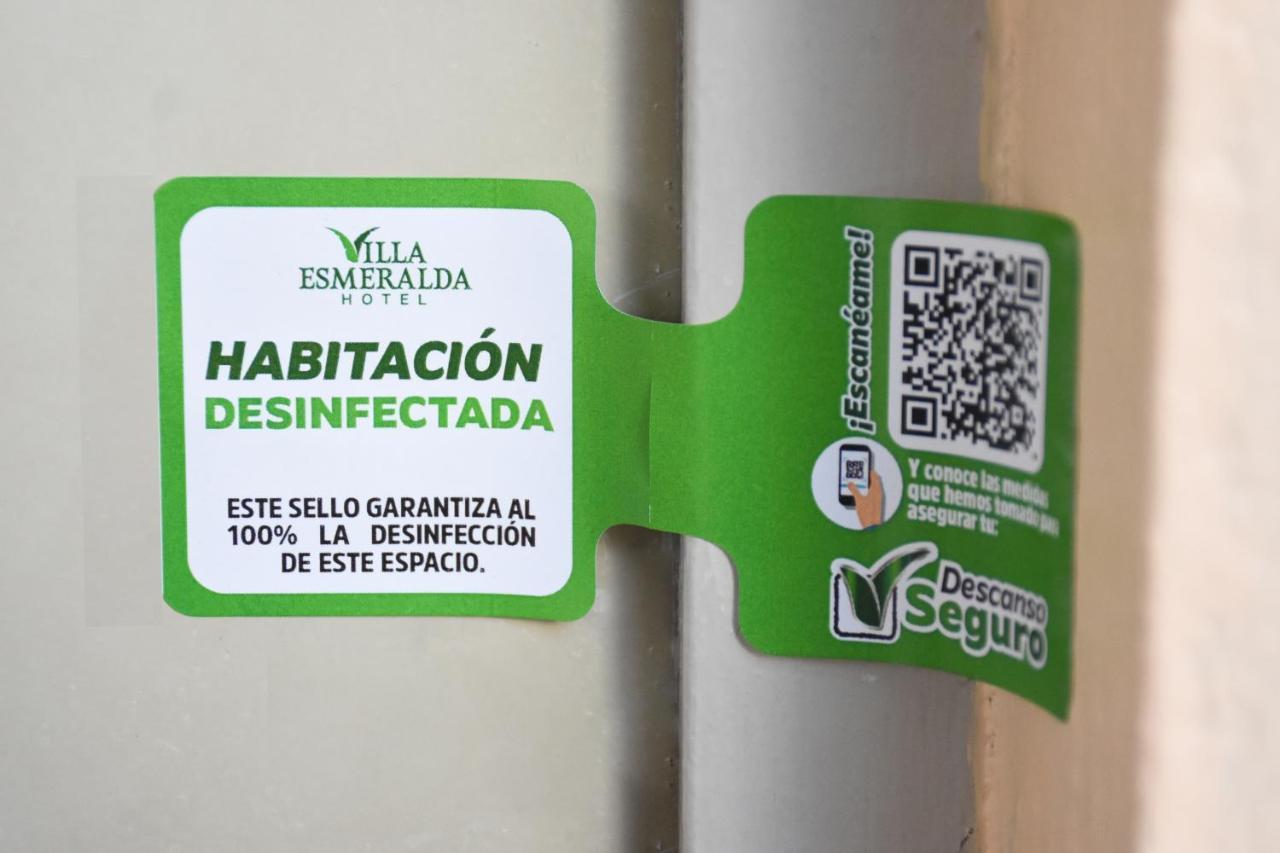 VILLA
ESMERALDA
HOTEL
HABITACIÓN
DESINFECTADA
ESTE SELLO GARANTIZA AL
100% LA DESINFECCIÓN
DE ESTE ESPACIO.
¡Escanéame!
Y conoce las medidas
que hemos tomado para
asegurar tu:
Descanso
Seguro